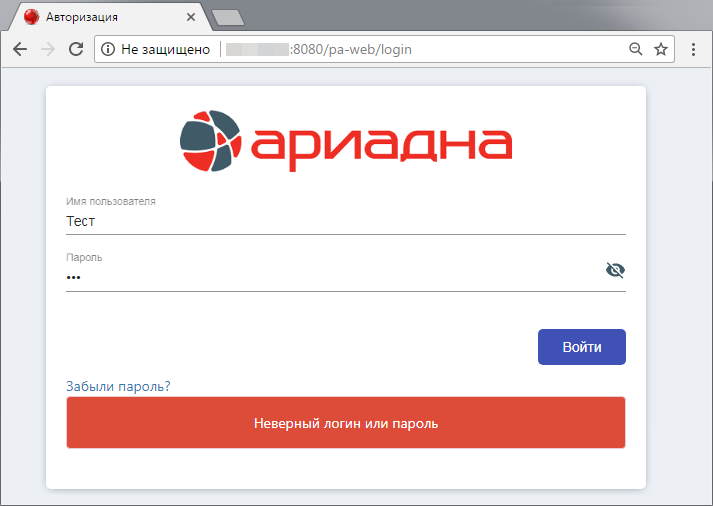 Авторизация
Не защищено
:8080/pa-web/login
ариадна
Имя пользователя
Тест
Пароль
•••
Войти
Забыли пароль?
Неверный логин или пароль